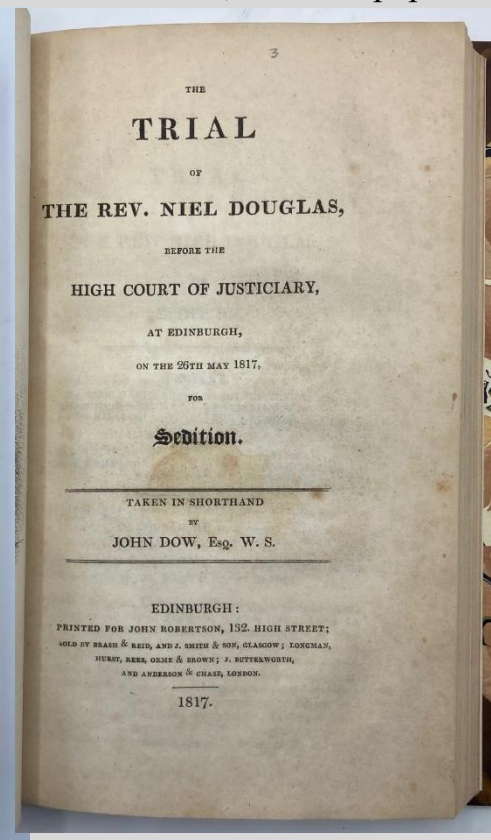 3
THE
TRIAL
OF
THE REV. NIEL DOUGLAS,
BEFORE THE
HIGH COURT OF JUSTICIARY,
AT EDINBURGH,
ON THE 26TH MAY 1817,
FOR
Sedition.
TAKEN IN SHORTHAND
BY
JOHN DOW, Esq. W. S.
EDINBURGH:
PRINTED FOR JOHN ROBERTSON, 132. HIGH STREET;
SOLD BY BRASH & REID, AND J. SMITH & SON, GLASGOW; LONGMAN,
HURST, REES, ORME & BROWN; J. BUTTERWORTH,
AND ANDERSON & CHASE, LONDON.
1817.